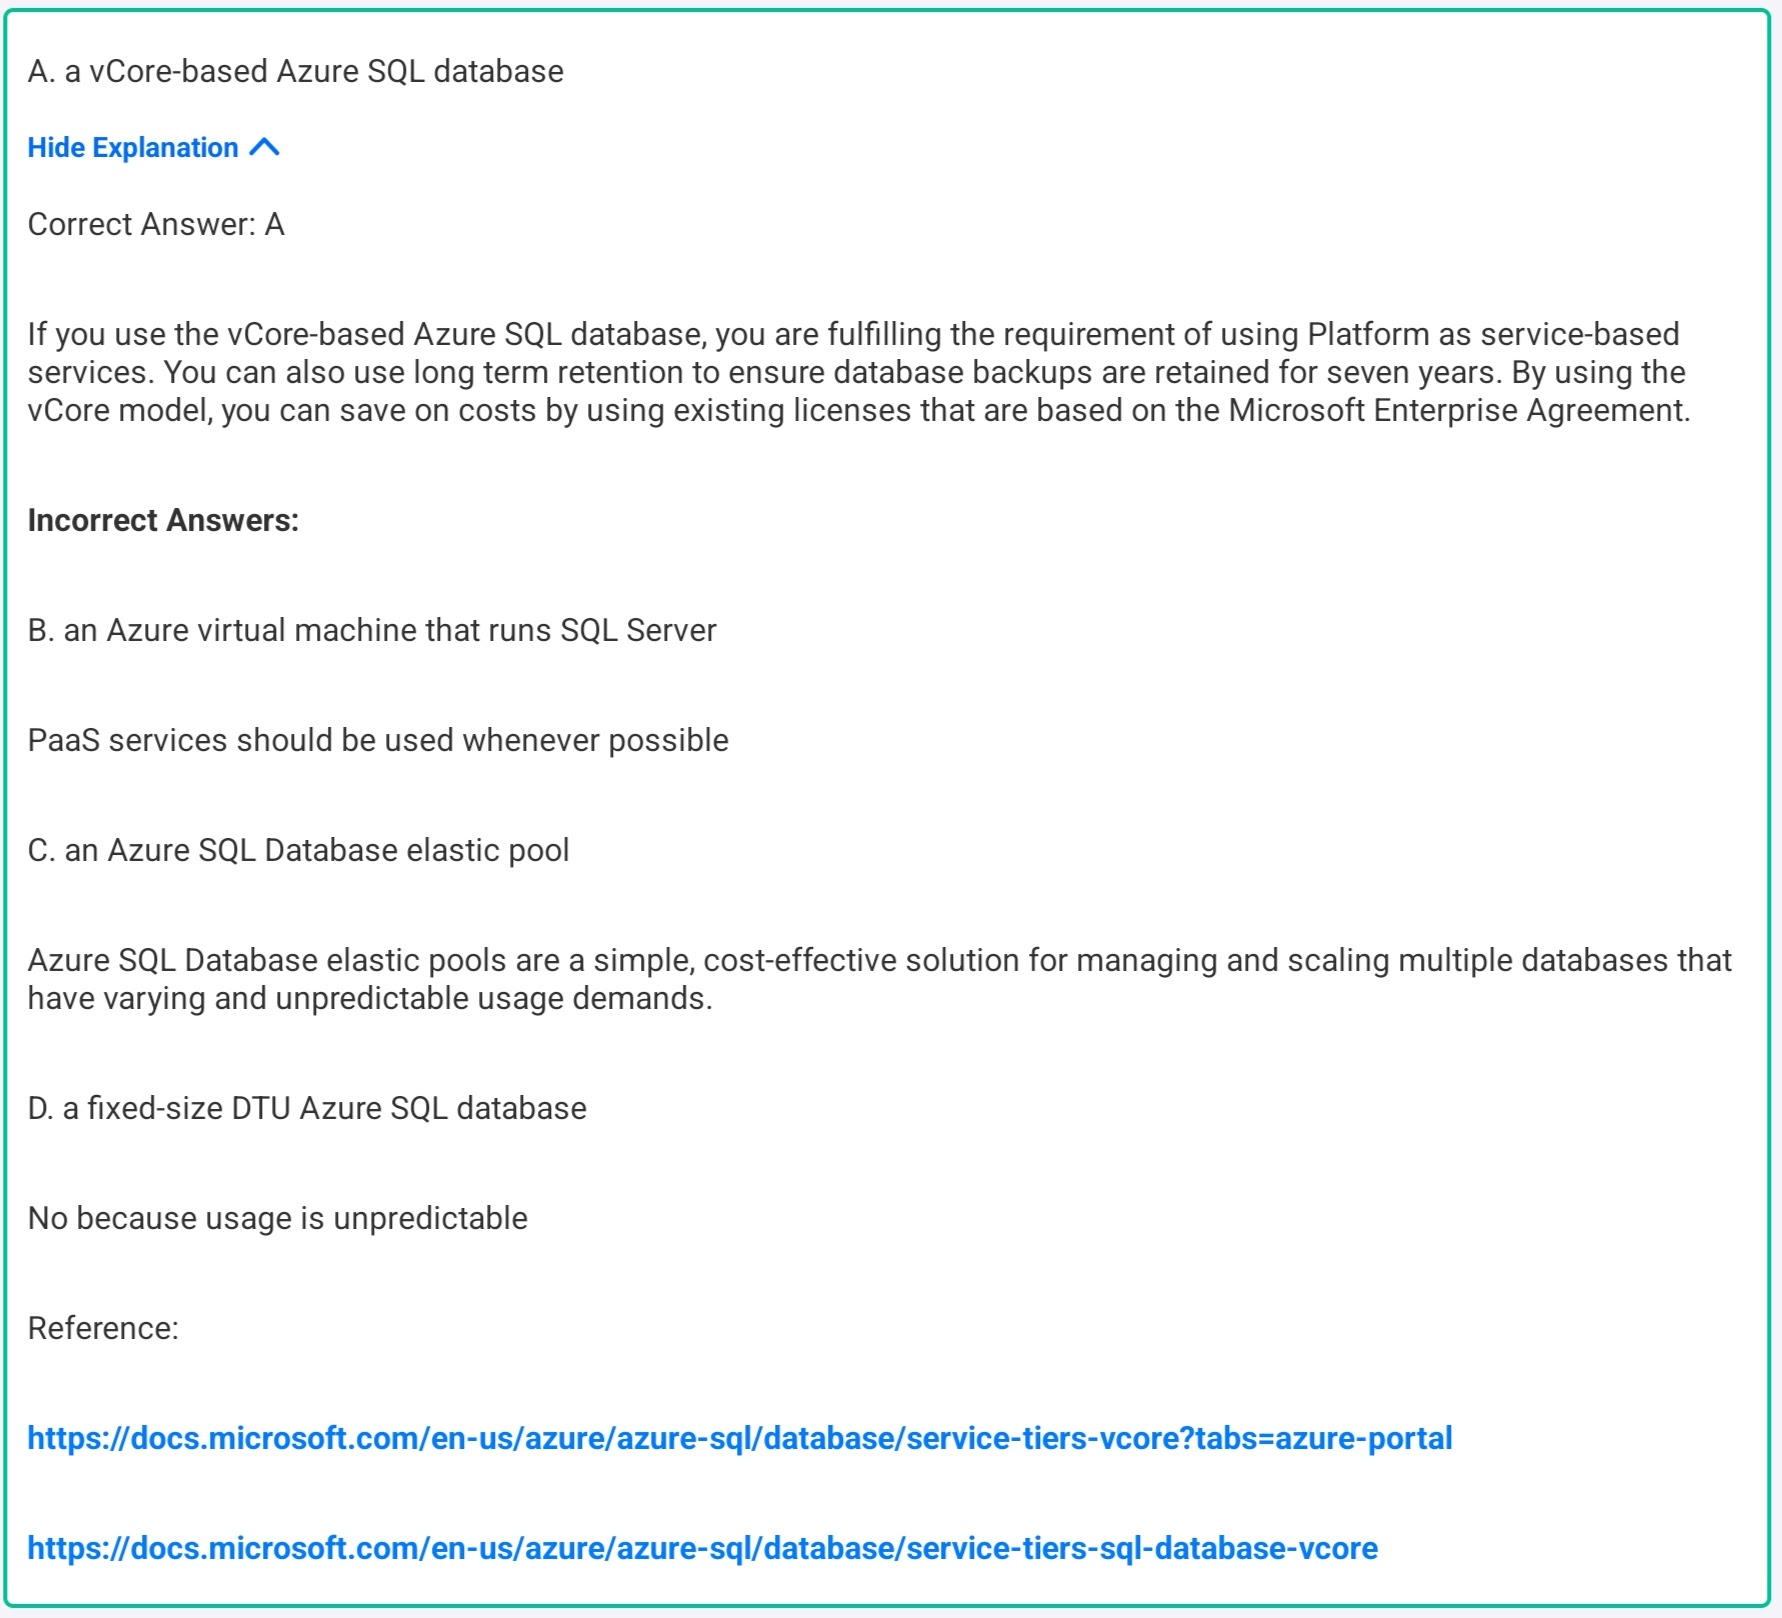 A. a vCore-based Azure SQL database
Hide Explanation
Correct Answer: A
If you use the vCore-based Azure SQL database, you are fulfilling the requirement of using Platform as service-based
services. You can also use long term retention to ensure database backups are retained for seven years. By using the
vCore model, you can save on costs by using existing licenses that are based on the Microsoft Enterprise Agreement.
Incorrect Answers:
B. an Azure virtual machine that runs SQL Server
PaaS services should be used whenever possible
C. an Azure SQL Database elastic pool
Azure SQL Database elastic pools are a simple, cost-effective solution for managing and scaling multiple databases that
have varying and unpredictable usage demands.
D. a fixed-size DTU Azure SQL database
No because usage is unpredictable
Reference:
https://docs.microsoft.com/en-us/azure/azure-sql/database/service-tiers-vcore?tabs=azure-portal
https://docs.microsoft.com/en-us/azure/azure-sql/database/service-tiers-sql-database-vcore